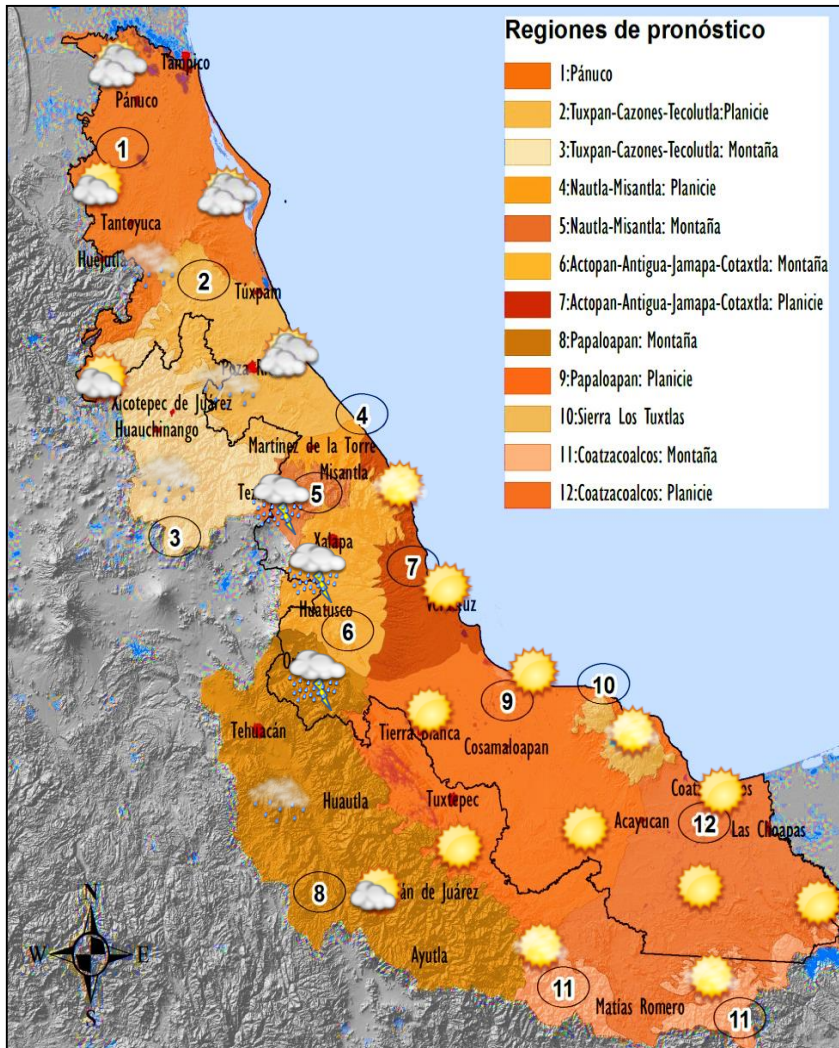 Regiones de pronóstico
1:Pánuco
2:Tuxpan-Cazones-Tecolutla:Planicie
3:Tuxpan-Cazones-Tecolutla: Montaña
4:Nautla-Misantla: Planicie
5:Nautla-Misantla: Montaña
6:Actopan-Antigua-Jamapa-Cotaxtla: Montaña
7:Actopan-Antigua-Jamapa-Cotaxtla: Planicie
8:Papaloapan: Montaña
9:Papaloapan: Planicie
10:Sierra Los Tuxtlas
11:Coatzacoalcos: Montaña
12:Coatzacoalcos: Planicie
Tampico
Pánuco
1
Tantoyuca
Huejutla
2
Túxpam
Xicotepec de Juárez
Huauchinango
4
Martínez de la Torre
Misantla
5
3
Xalapa
7
Huatusco
6
10
9
Tehuacán
Tierra Blanca
Cosamaloapan
Huautla
Tuxtepec
Acayucan
12
Las Choapas
8
án de Juárez
Ayutla
11
Matías Romero
11
N
W
E
S